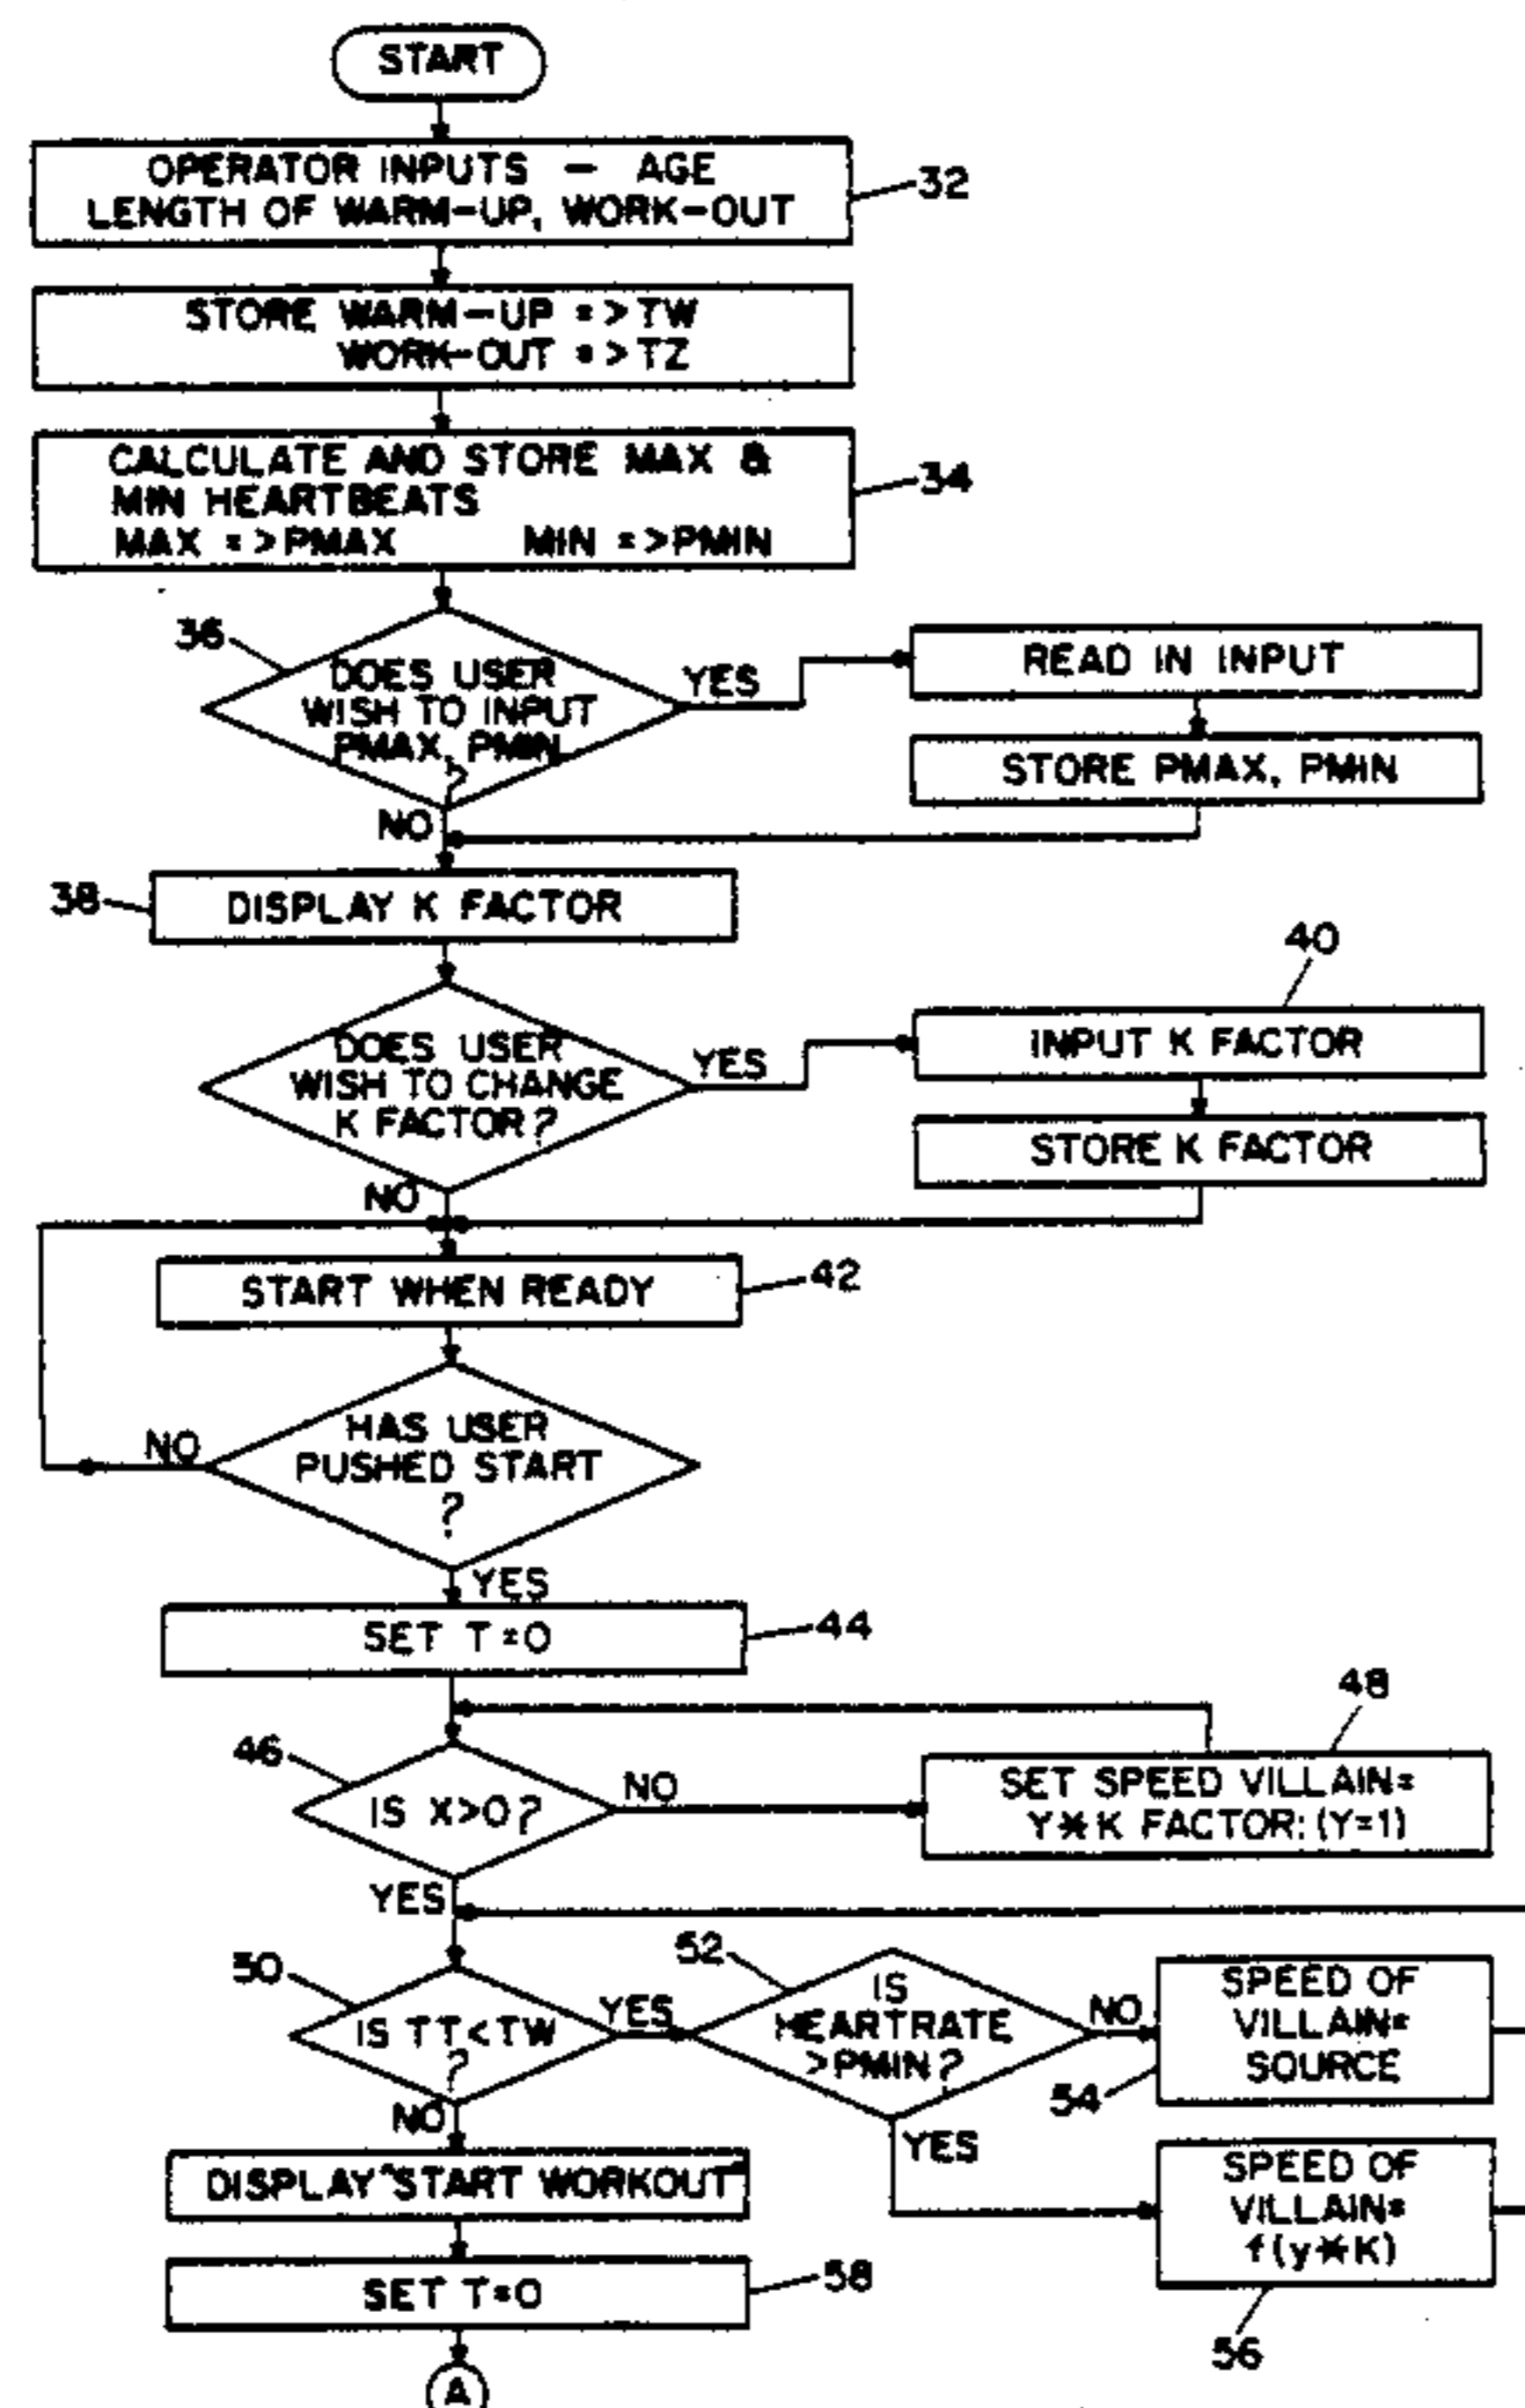 START
OPERATOR INPUTS — AGE
LENGTH OF WARM-UP, WORK-OUT
32
STORE WARM-UP =>TW
WORK-OUT =>TZ
CALCULATE AND STORE MAX &
MIN HEARTBEATS
MAX =>PMAX MIN =>PMIN
34
36
DOES USER
WISH TO INPUT
PMAX, PMIN
?
YES
READ IN INPUT
STORE PMAX, PMIN
NO
38
DISPLAY K FACTOR
DOES USER
WISH TO CHANGE
K FACTOR?
YES
40
INPUT K FACTOR
STORE K FACTOR
NO
START WHEN READY
42
HAS USER
PUSHED START
?
NO
YES
SET T=0
44
46
IS X>0?
NO
48
SET SPEED VILLAIN=
Y*K FACTOR:(Y=1)
YES
50
IS TT<TW
?
YES
52
IS
HEARTRATE
>PMIN?
NO
54
SPEED OF
VILLAIN=
SOURCE
YES
SPEED OF
VILLAIN=
f(y*K)
56
NO
DISPLAY "START WORKOUT"
SET T=0
58
A